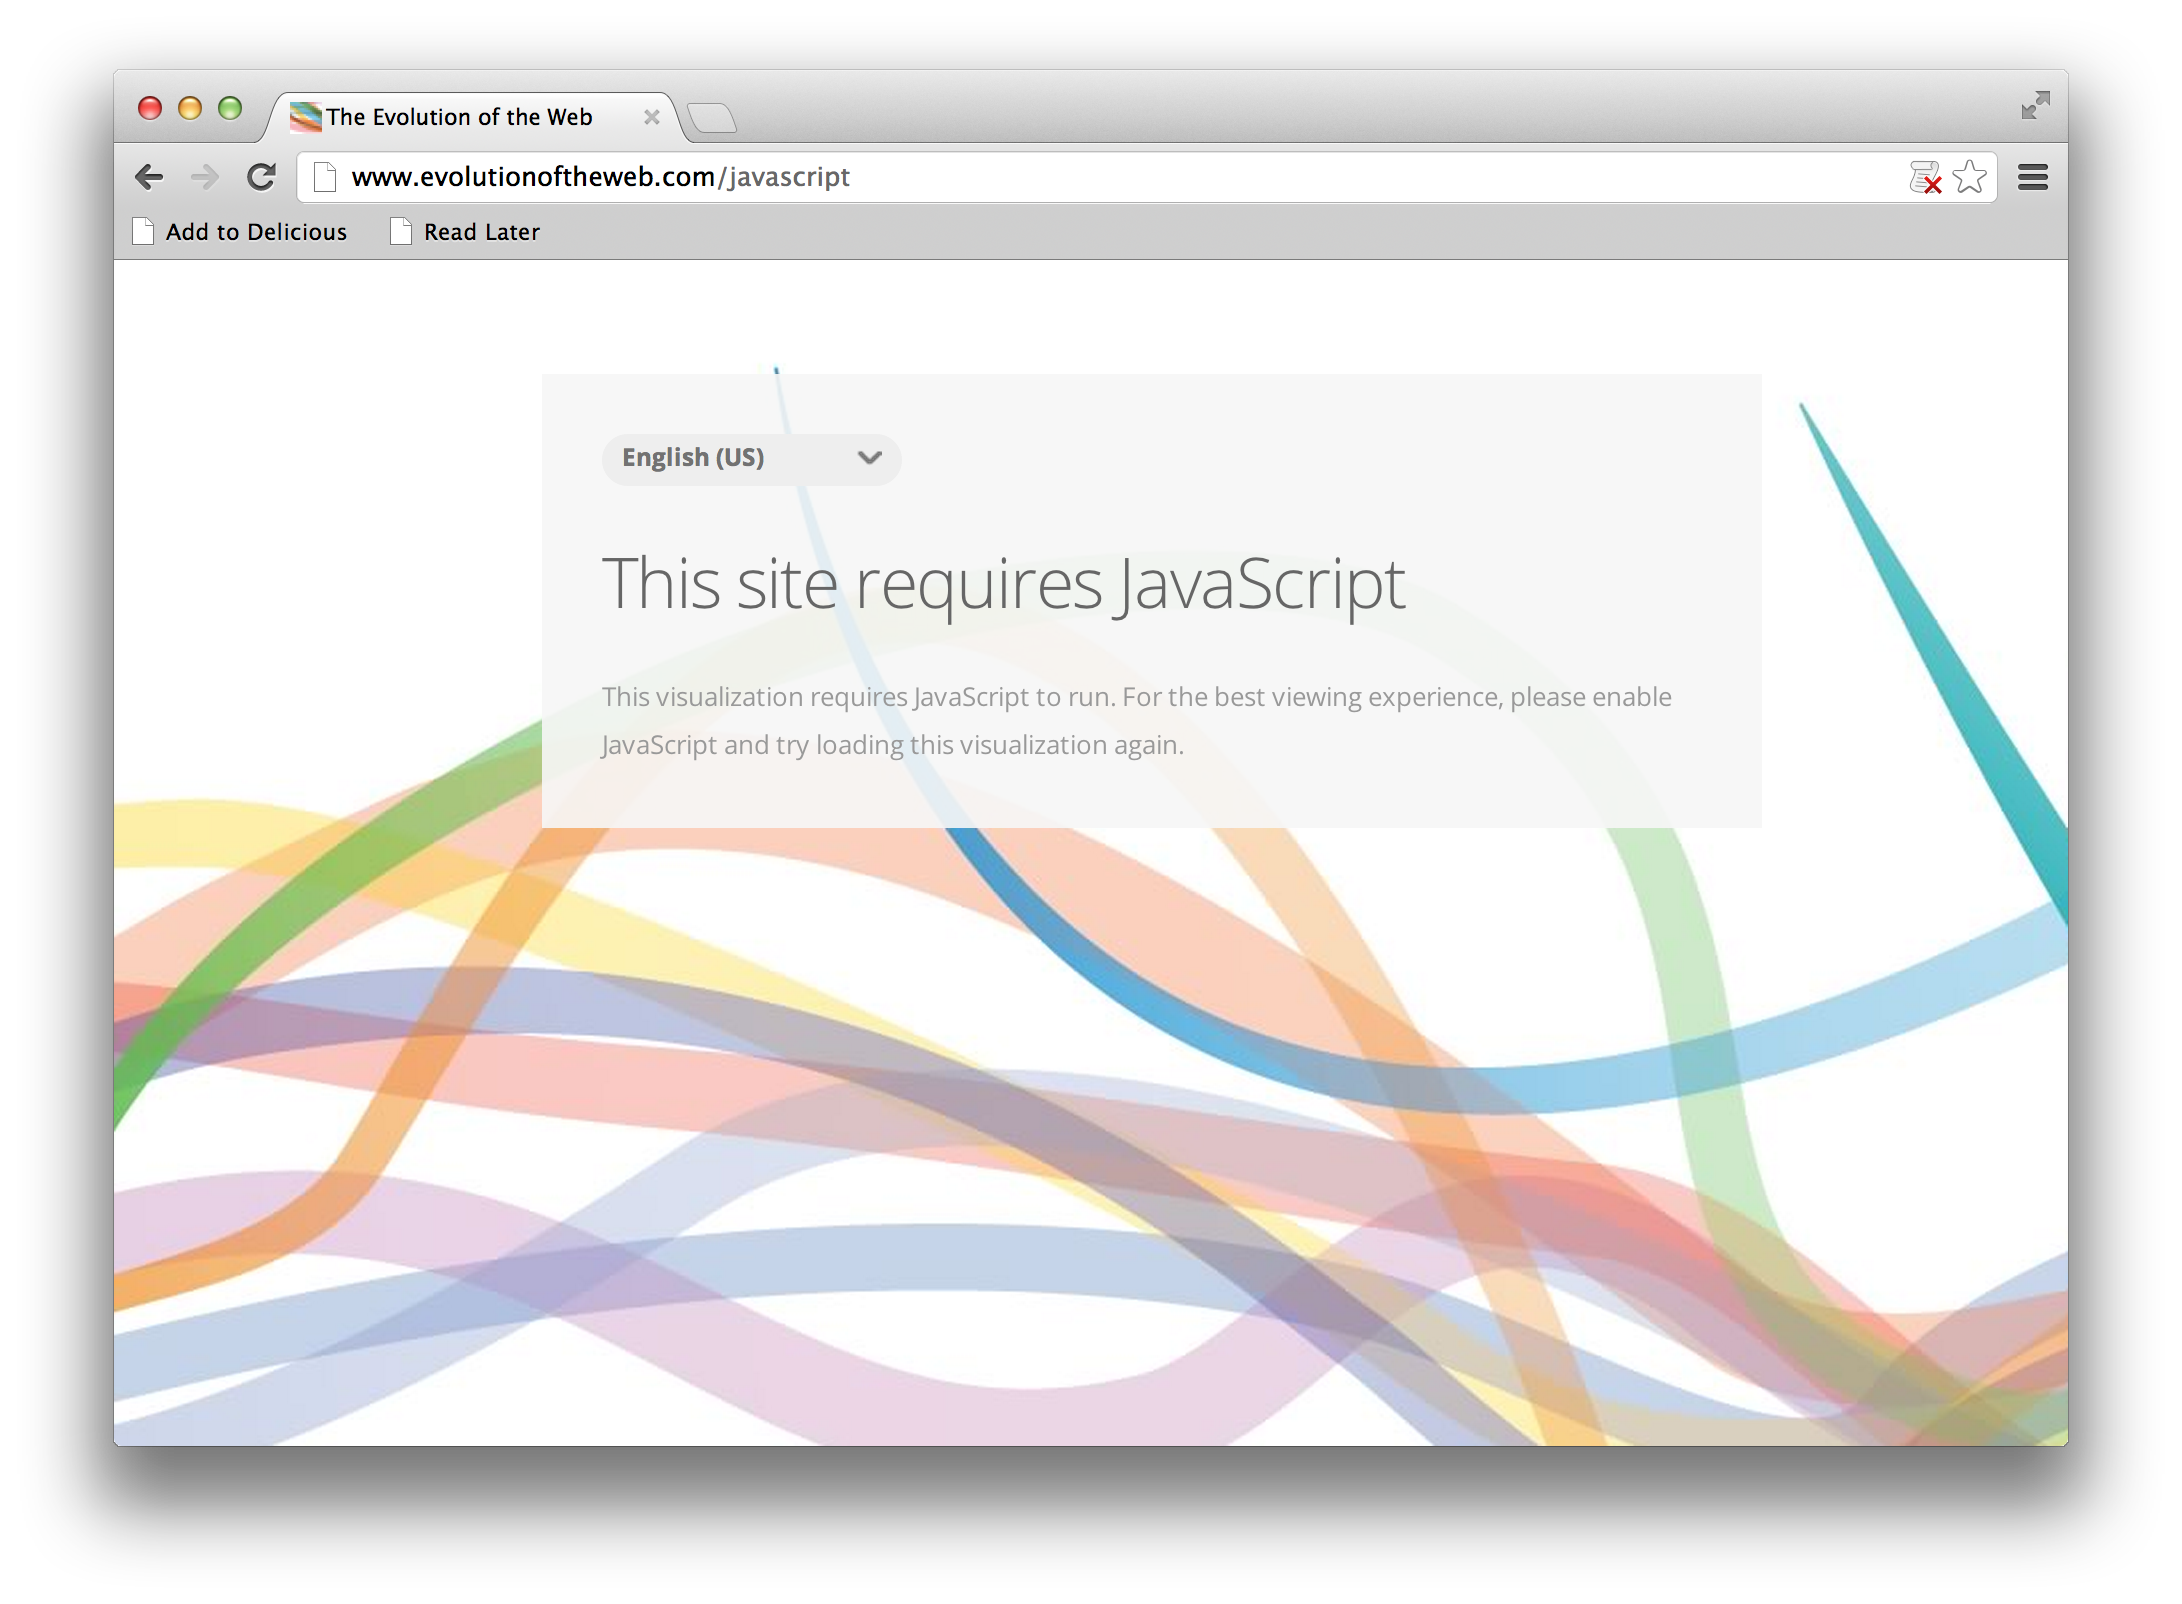 The Evolution of the Web
www.evolutionoftheweb.com/javascript
Add to Delicious Read Later
English (US)
This site requires JavaScript
This visualization requires JavaScript to run. For the best viewing experience, please enable
JavaScript and try loading this visualization again.